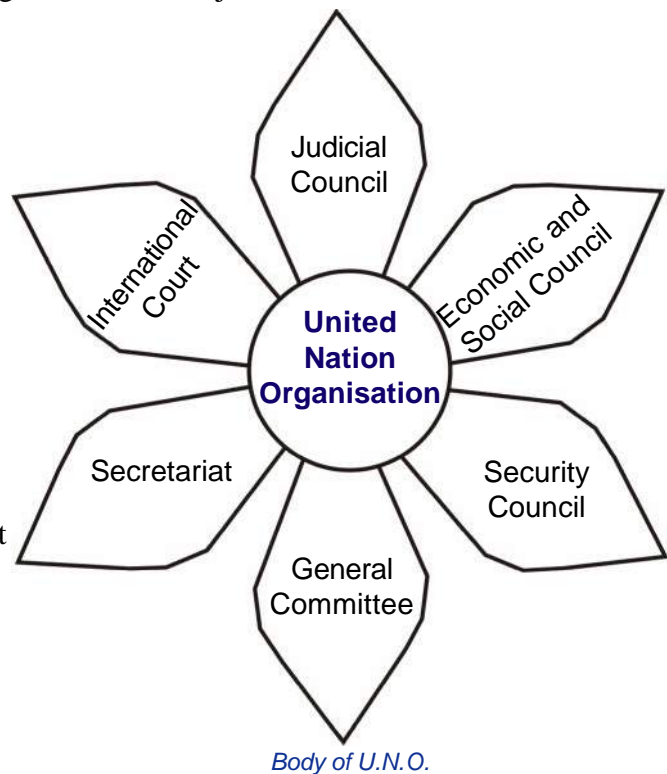 Judicial
Council
International
Court
Economic and
Social Council
United
Nation
Organisation
Secretariat
Security
Council
General
Committee
Body of U.N.O.